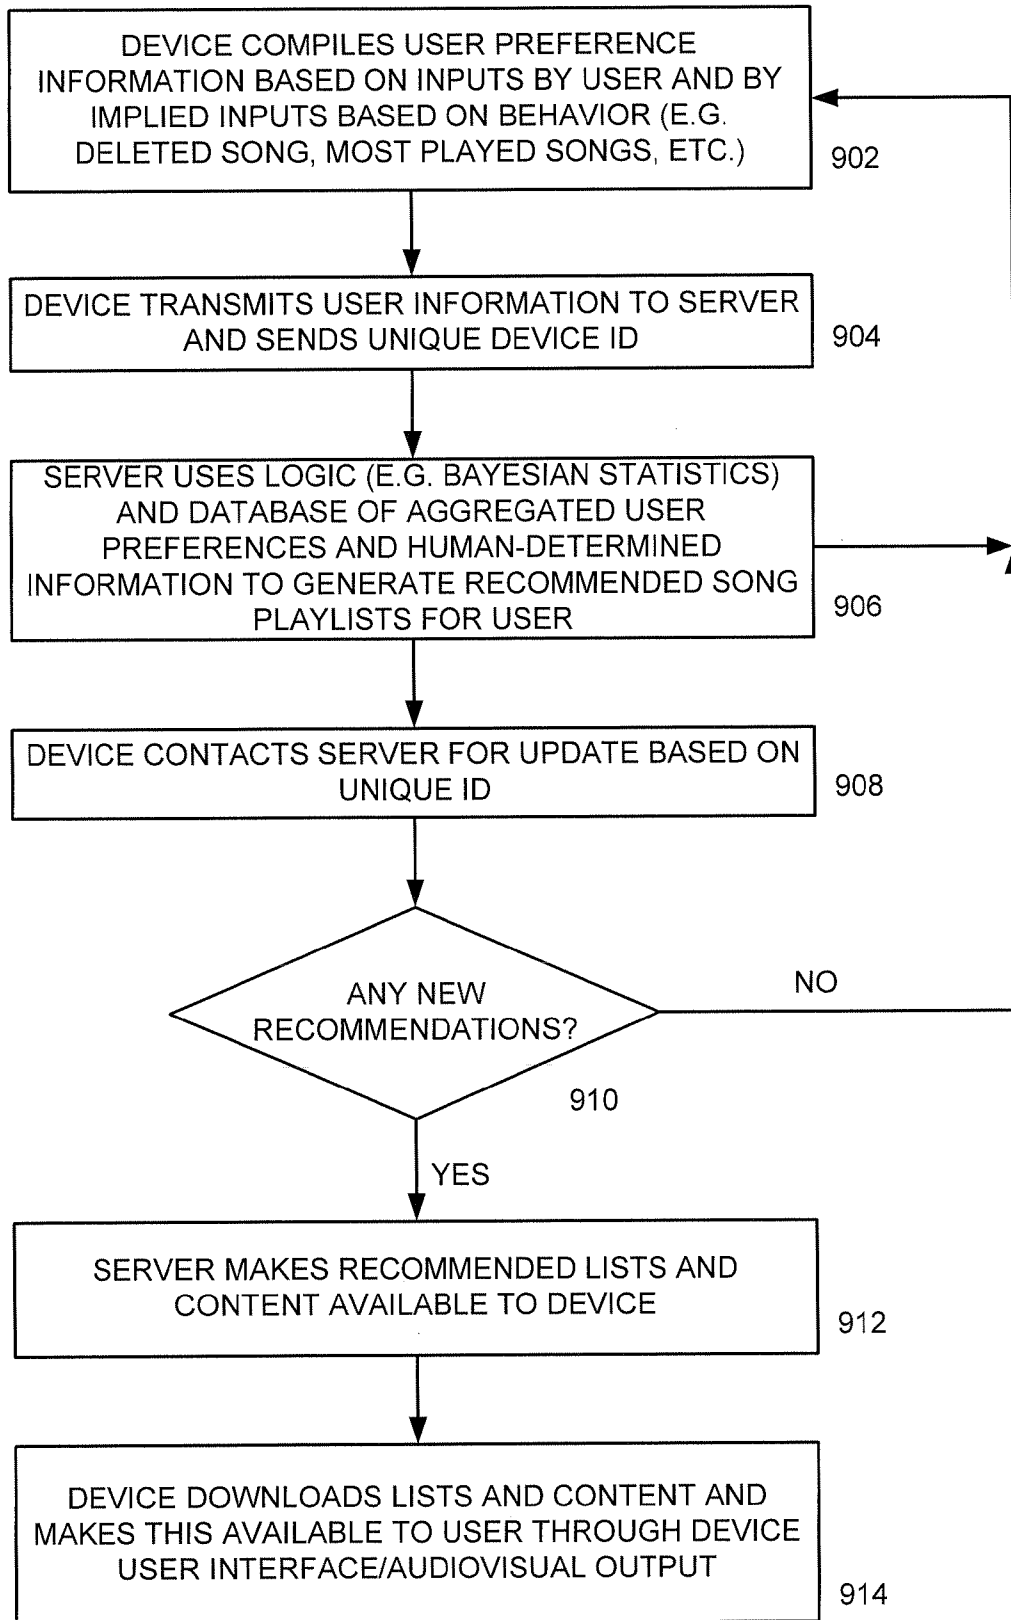 DEVICE COMPILES USER PREFERENCE
INFORMATION BASED ON INPUTS BY USER AND BY
IMPLIED INPUTS BASED ON BEHAVIOR (E.G.
DELETED SONG, MOST PLAYED SONGS, ETC.)
902
DEVICE TRANSMITS USER INFORMATION TO SERVER
AND SENDS UNIQUE DEVICE ID
904
SERVER USES LOGIC (E.G. BAYESIAN STATISTICS)
AND DATABASE OF AGGREGATED USER
PREFERENCES AND HUMAN-DETERMINED
INFORMATION TO GENERATE RECOMMENDED SONG
PLAYLISTS FOR USER
906
DEVICE CONTACTS SERVER FOR UPDATE BASED ON
UNIQUE ID
908
ANY NEW
RECOMMENDATIONS?
NO
910
YES
SERVER MAKES RECOMMENDED LISTS AND
CONTENT AVAILABLE TO DEVICE
912
DEVICE DOWNLOADS LISTS AND CONTENT AND
MAKES THIS AVAILABLE TO USER THROUGH DEVICE
USER INTERFACE/AUDIOVISUAL OUTPUT
914